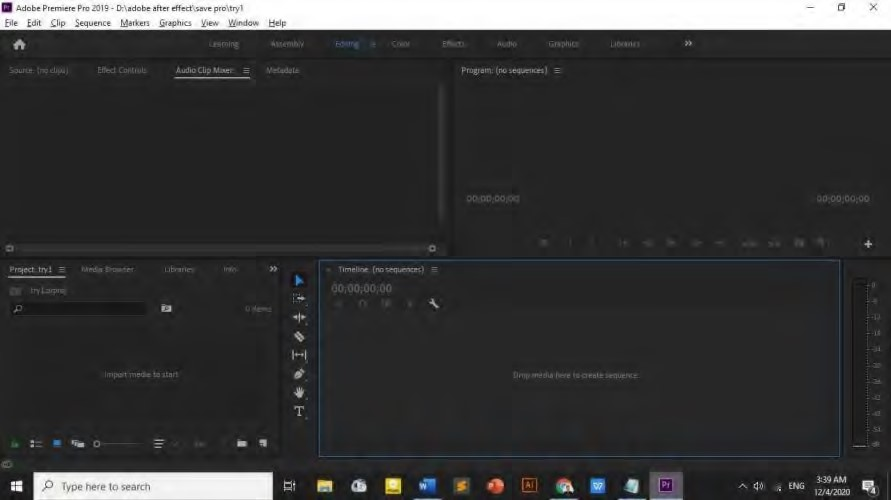 Adobe Premiere Pro 2019 - D:\adobe after effect\save pro\try1
File Edit Clip Sequence Markers Graphics View Window Help
Learning Assembly Editing Color Effects Audio Graphics Libraries
Source: (no clips) Effect Controls Audio Clip Mixer: Metadata
Program: (no sequences)
00;00;00;00 00;00;00;00
Project: try1 Media Browser Libraries Info
try1.prproj
0 Items
Import media to start
Timeline: (no sequences)
00;00;00;00
Drop media here to create sequence.
Type here to search
ENG
3:39 AM
12/4/2020